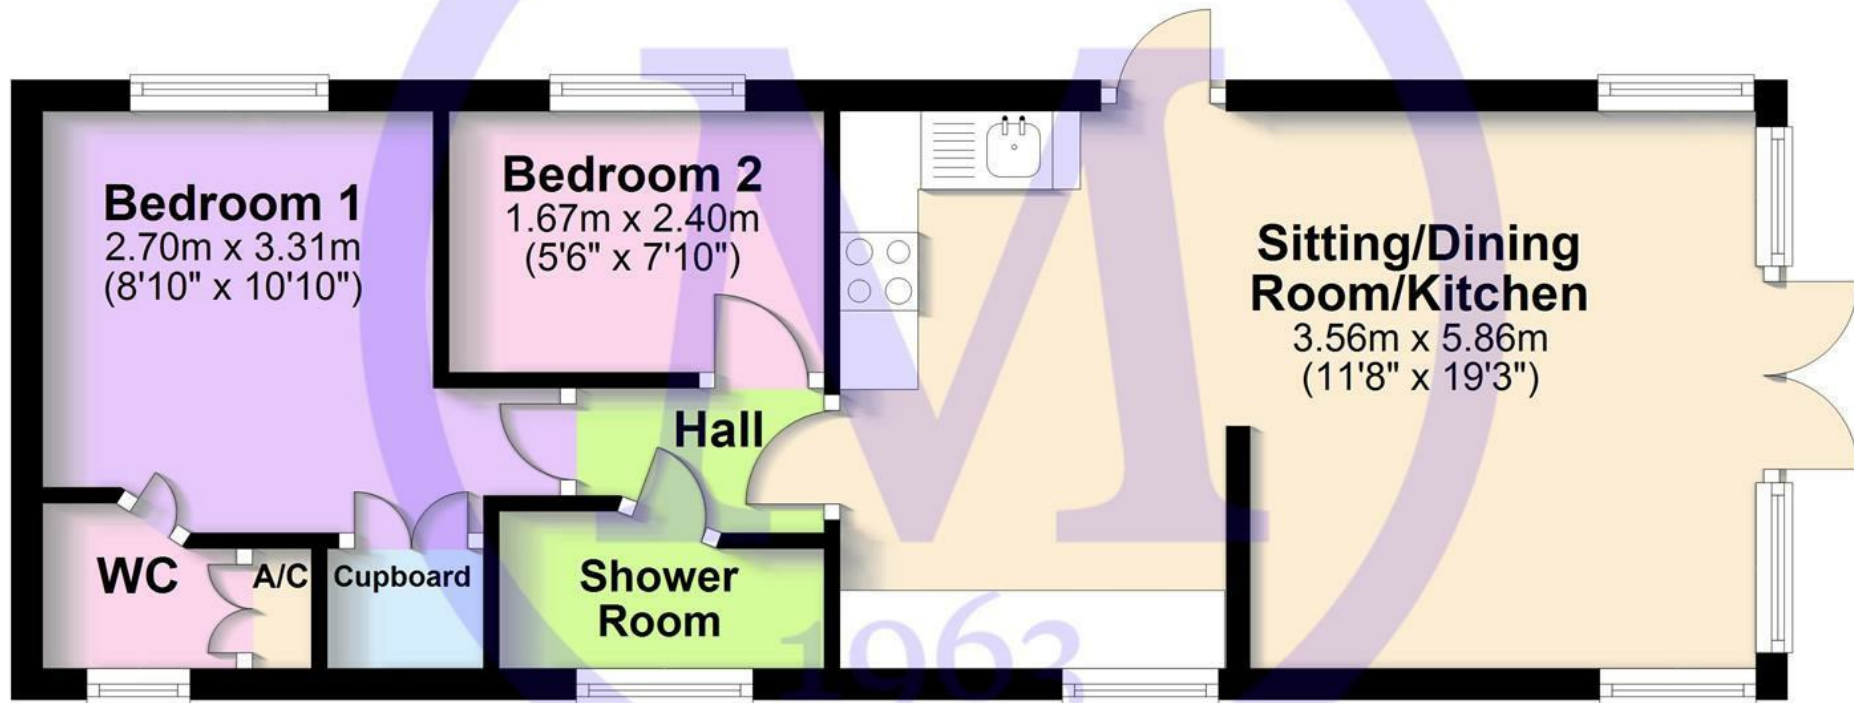 Bedroom 1
2.70m x 3.31m
(8'10" x 10'10")
Bedroom 2
1.67m x 2.40m
(5'6" x 7'10")
Sitting/Dining
Room/Kitchen
3.56m x 5.86m
(11'8" x 19'3")
Hall
WC
A/C
Cupboard
Shower
Room
M
1963